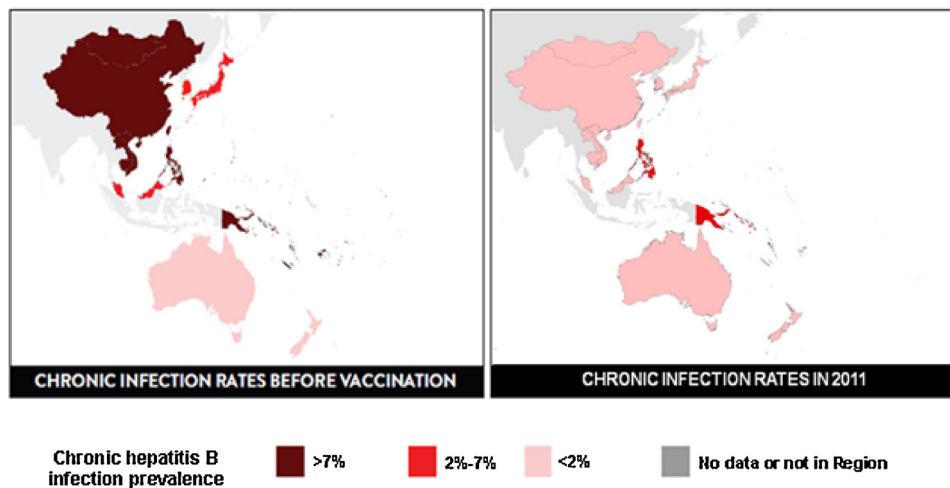 CHRONIC INFECTION RATES BEFORE VACCINATION
CHRONIC INFECTION RATES IN 2011
Chronic hepatitis B
infection prevalence
>7%
2%-7%
<2%
No data or not in Region